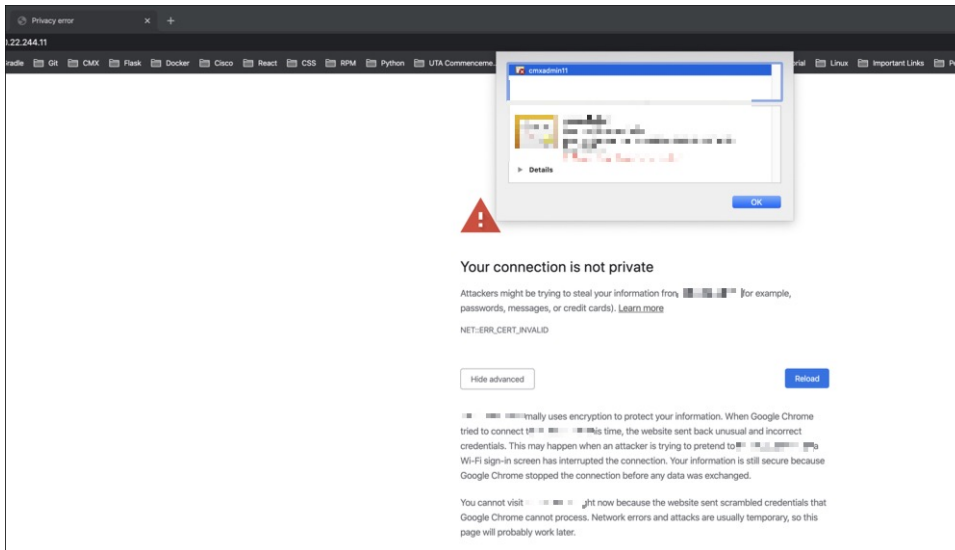 Privacy error
.22.244.11
Git CMX Flask Docker Cisco React CSS RPM Python UTA Commenceme... Linux Important Links
cmxadmin11
Details
OK
Your connection is not private
Attackers might be trying to steal your information from (for example,
passwords, messages, or credit cards). Learn more
NET::ERR_CERT_INVALID
Hide advanced Reload
uses encryption to protect your information. When Google Chrome
tried to connect time, the website sent back unusual and incorrect
credentials. This may happen when an attacker is trying to pretend to a
Wi-Fi sign-in screen has interrupted the connection. Your information is still secure because
Google Chrome stopped the connection before any data was exchanged.
You cannot visit now because the website sent scrambled credentials that
Google Chrome cannot process. Network errors and attacks are usually temporary, so this
page will probably work later.